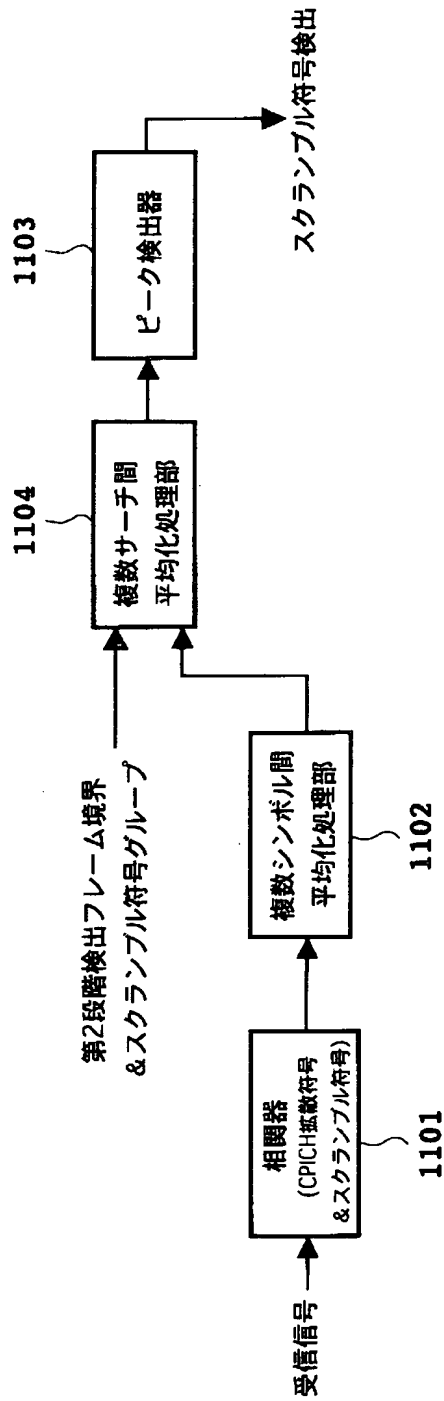 受信信号
相関器
(CPICH拡散符号
&スクランブル符号)
1101
複数シンボル間
平均化処理部
1102
第2段階検出フレーム境界
&スクランブル符号グループ
複数サーチ間
平均化処理部
1104
ピーク検出器
1103
スクランブル符号検出